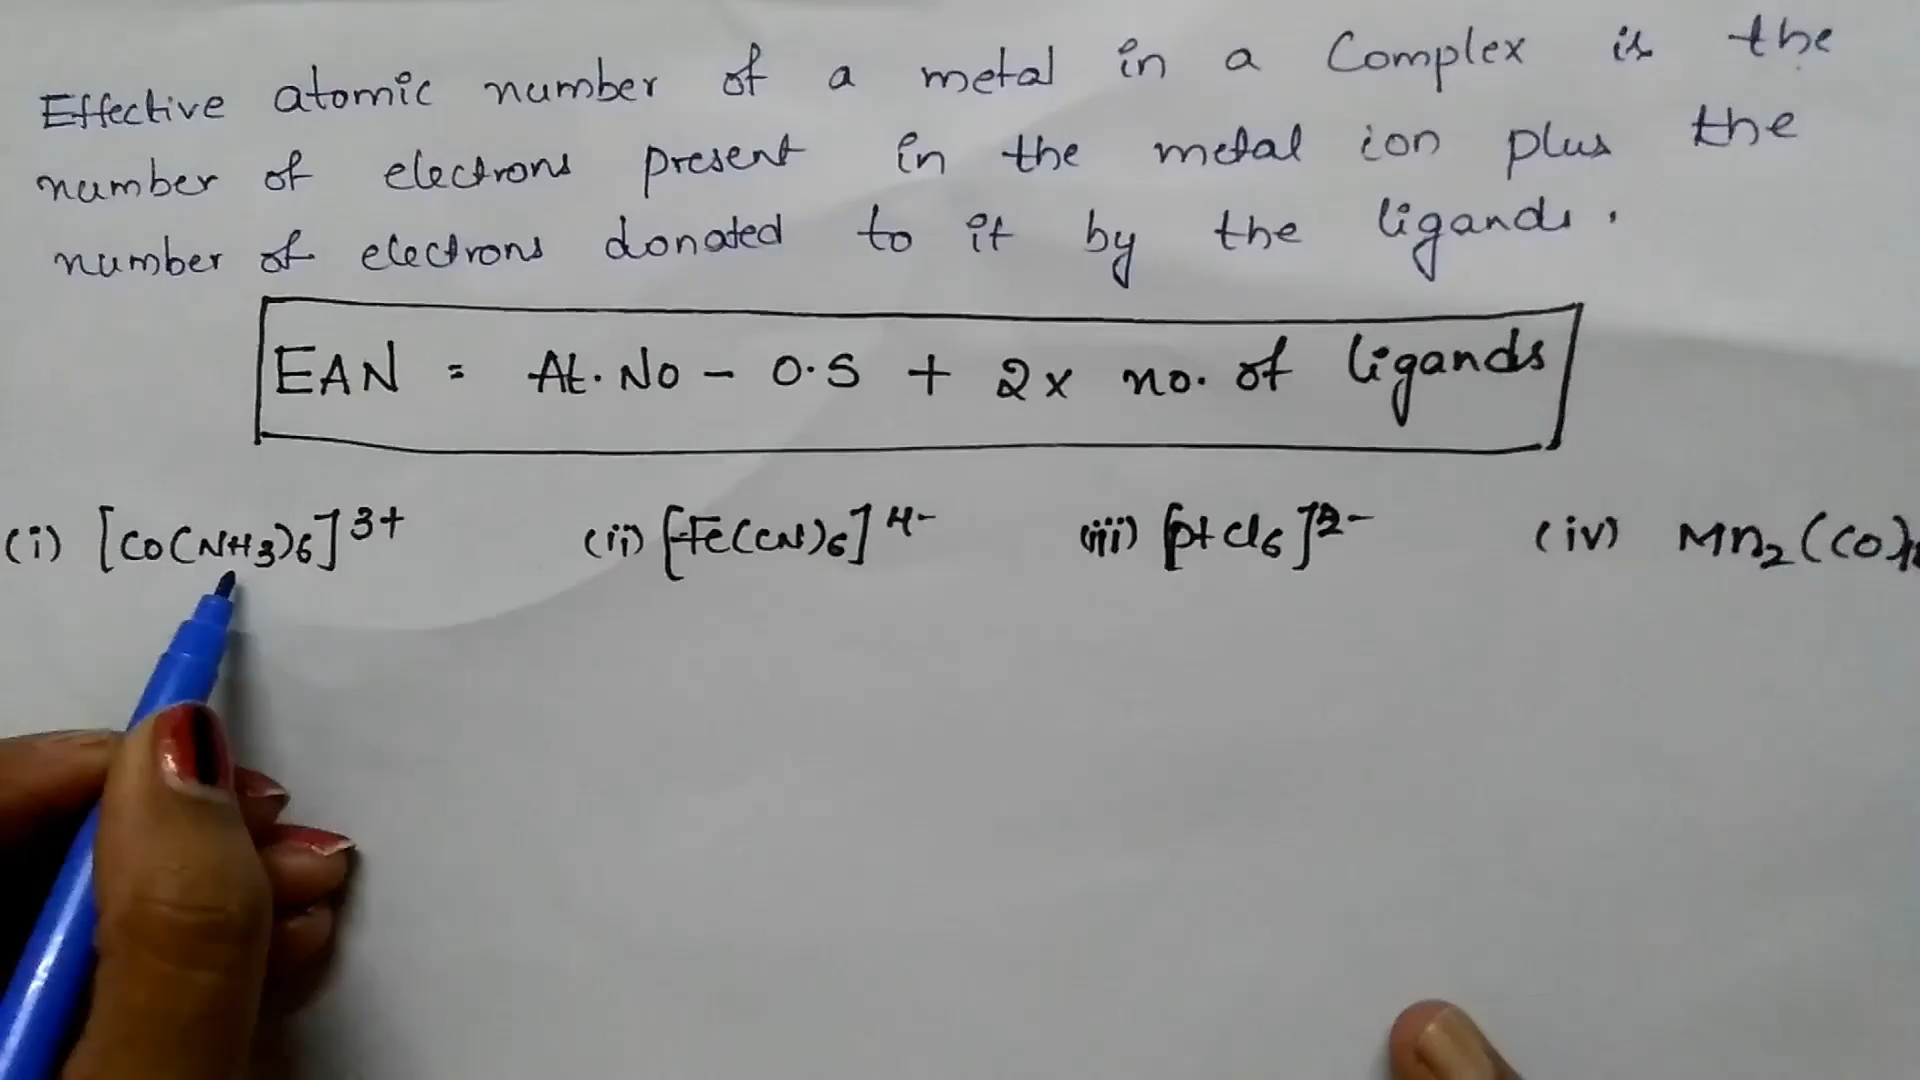 Effective atomic number of a metal in a Complex is the
number of electrons present in the metal ion plus the
number of electrons donated to it by the ligands.
EAN = At. No - O.S + 2x no. of ligands
(i) [Co(NH3)6]3+ (ii) [Fe(CN)6]4- (iii) [PtCl6]2- (iv) Mn2(CO)